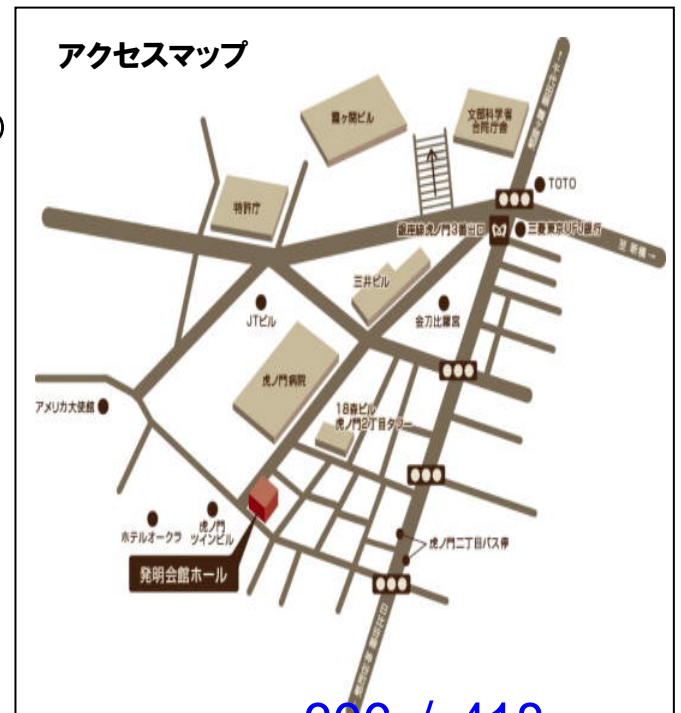 アクセスマップ
霞ヶ関ビル
文部科学省
合同庁舎
特許庁
TOTO
銀座線虎ノ門3番出口
三菱東京UFJ銀行
至 新橋→
三井ビル
JTビル
金刀比羅宮
虎ノ門病院
アメリカ大使館
18森ビル
虎ノ門2丁目タワー
ホテルオークラ
虎ノ門
ツインビル
虎ノ門二丁目バス停
発明会館ホール